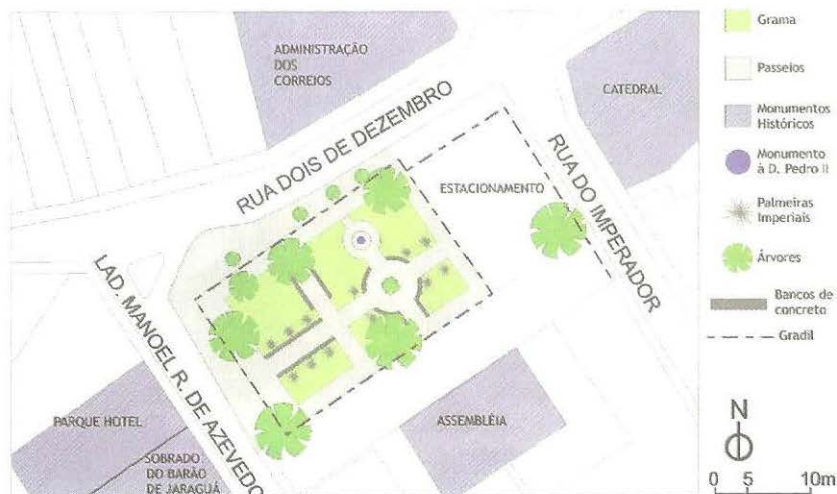 ADMINISTRAÇÃO
DOS
CORREIOS
CATEDRAL
RUA DOIS DE DEZEMBRO
RUA DO IMPERADOR
ESTACIONAMENTO
LAD. MANOEL R. DE AZEVEDO
PARQUE HOTEL
SOBRADO
DO BARÃO
DE JARAGUÁ
ASSEMBLÉIA
Grama
Passeios
Monumentos
Históricos
Monumento
à D. Pedro II
Palmeiras
Imperiais
Árvores
Bancos de
concreto
Gradil
N
0 5 10m